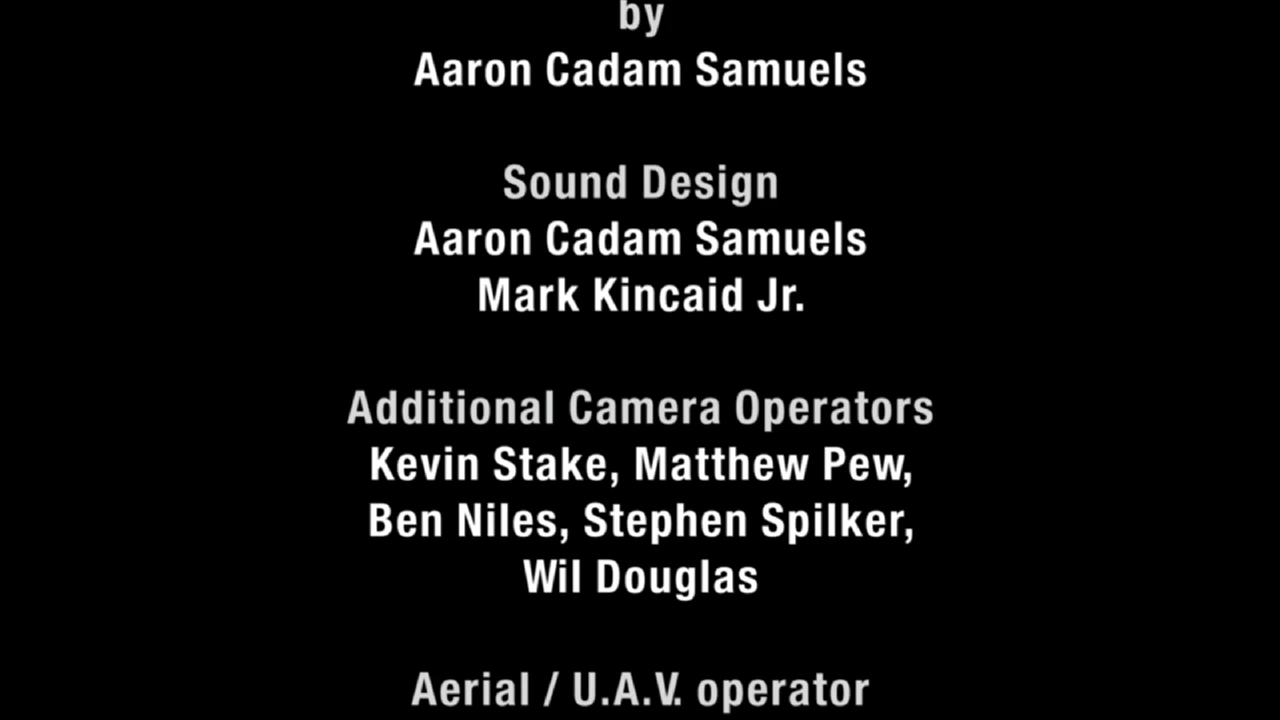 by
Aaron Cadam Samuels
Sound Design
Aaron Cadam Samuels
Mark Kincaid Jr.
Additional Camera Operators
Kevin Stake, Matthew Pew,
Ben Niles, Stephen Spilker,
Wil Douglas
Aerial / U.A.V. operator